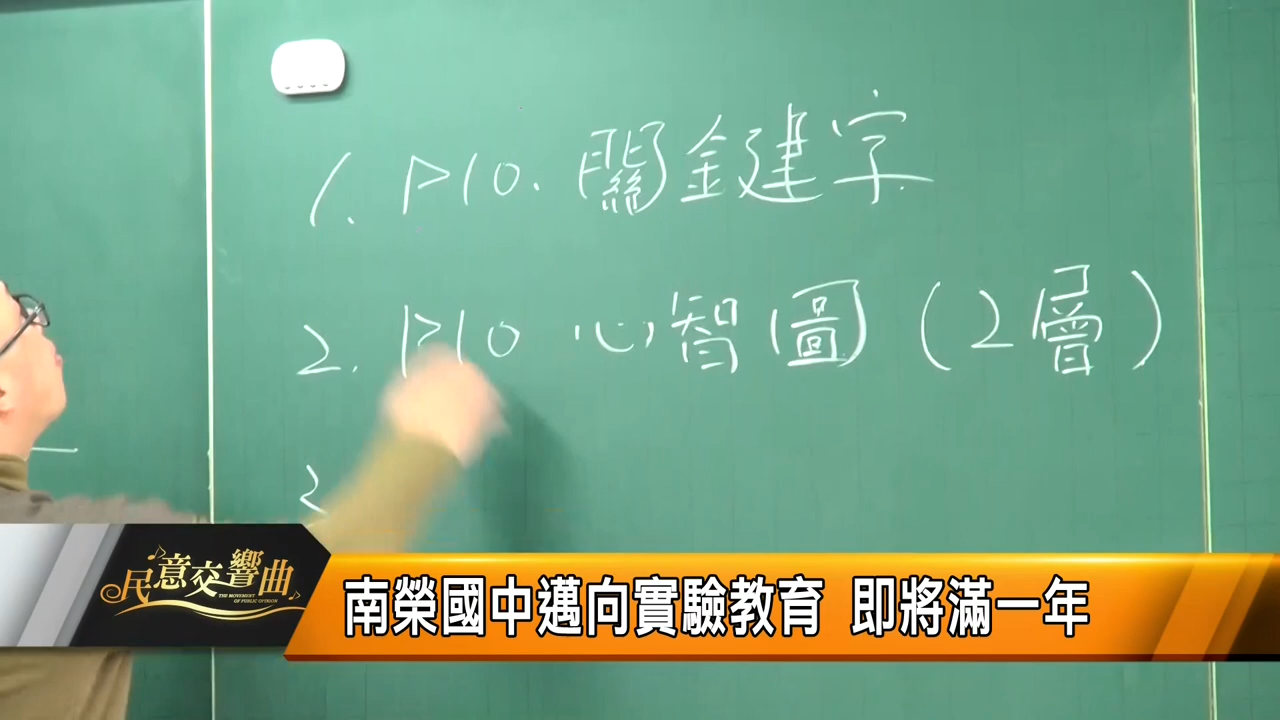 1. P10. 關鍵字
2. P10 心智圖 (2層)
民意交響曲
THE MOVEMENT
OF PUBLIC OPINION
南榮國中邁向實驗教育 即將滿一年